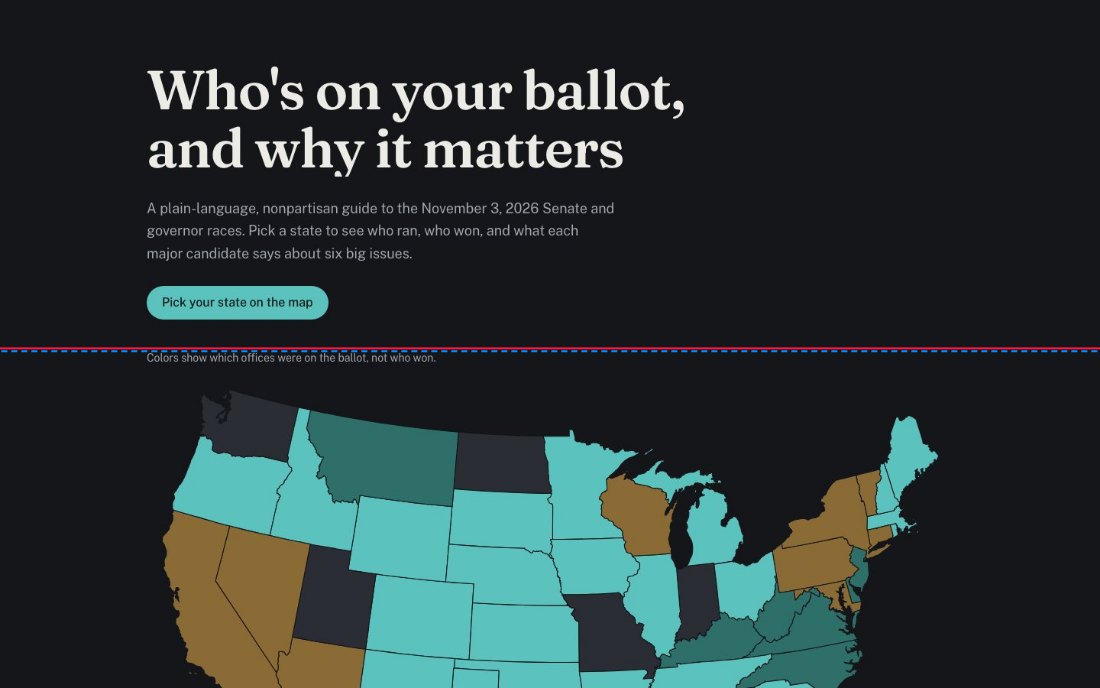 Who's on your ballot,
and why it matters
A plain-language, nonpartisan guide to the November 3, 2026 Senate and
governor races. Pick a state to see who ran, who won, and what each
major candidate says about six big issues.
Pick your state on the map
Colors show which offices were on the ballot, not who won.